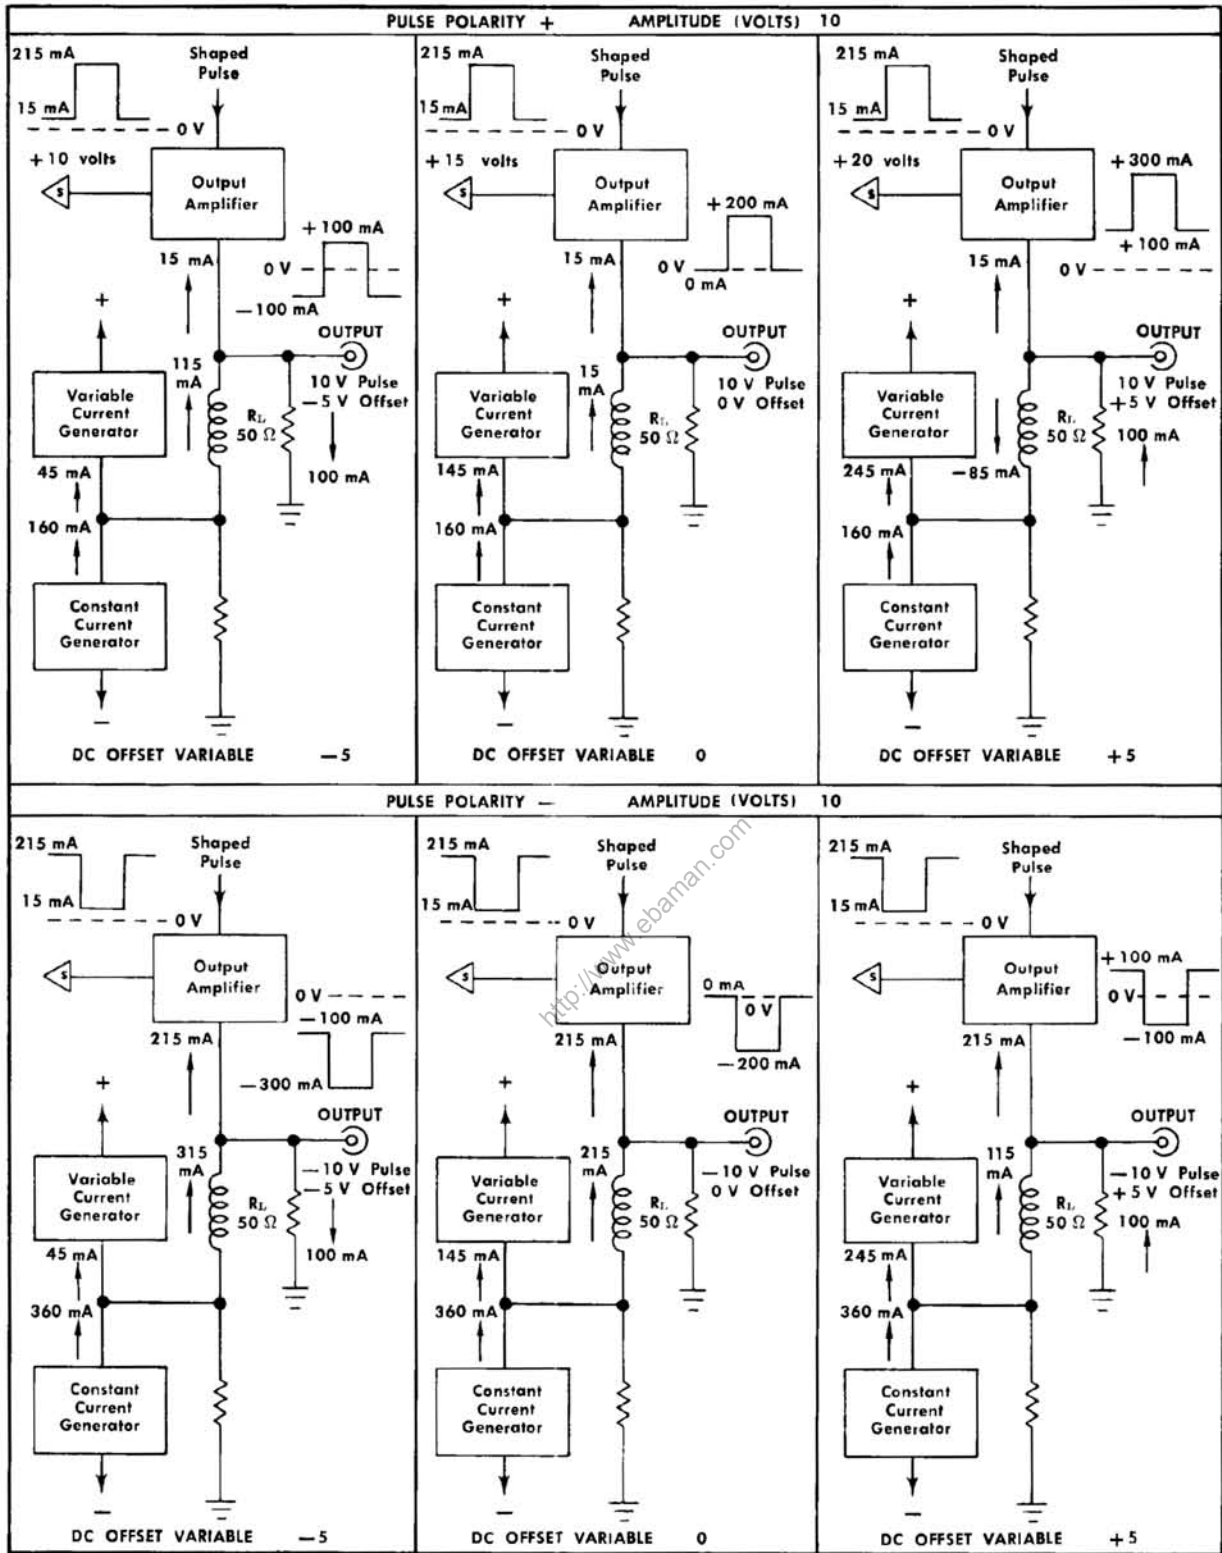 PULSE POLARITY + AMPLITUDE (VOLTS) 10
215 mA
Shaped
Pulse
15 mA
0 V
+10 volts
S
Output
Amplifier
+100 mA
15 mA
0 V
−100 mA
+
OUTPUT
115
mA
10 V Pulse
−5 V Offset
Variable
Current
Generator
RL
50 Ω
45 mA
100 mA
160 mA
Constant
Current
Generator
−
DC OFFSET VARIABLE −5
215 mA
Shaped
Pulse
15 mA
0 V
+15 volts
S
Output
Amplifier
+200 mA
15 mA
0 V
0 mA
+
OUTPUT
15
mA
10 V Pulse
0 V Offset
Variable
Current
Generator
RL
50 Ω
145 mA
160 mA
Constant
Current
Generator
−
DC OFFSET VARIABLE 0
215 mA
Shaped
Pulse
15 mA
0 V
+20 volts
S
Output
Amplifier
+300 mA
+100 mA
15 mA
0 V
+
OUTPUT
10 V Pulse
+5 V Offset
Variable
Current
Generator
RL
50 Ω
100 mA
245 mA
−85 mA
160 mA
Constant
Current
Generator
−
DC OFFSET VARIABLE +5
PULSE POLARITY − AMPLITUDE (VOLTS) 10
215 mA
Shaped
Pulse
15 mA
0 V
S
Output
Amplifier
0 V
−100 mA
215 mA
−300 mA
+
OUTPUT
315
mA
−10 V Pulse
−5 V Offset
Variable
Current
Generator
RL
50 Ω
45 mA
100 mA
360 mA
Constant
Current
Generator
−
DC OFFSET VARIABLE −5
215 mA
Shaped
Pulse
15 mA
0 V
S
Output
Amplifier
0 mA
0 V
215 mA
−200 mA
+
OUTPUT
215
mA
−10 V Pulse
0 V Offset
Variable
Current
Generator
RL
50 Ω
145 mA
360 mA
Constant
Current
Generator
−
DC OFFSET VARIABLE 0
215 mA
Shaped
Pulse
15 mA
0 V
S
Output
Amplifier
+100 mA
0 V
215 mA
−100 mA
+
OUTPUT
115
mA
−10 V Pulse
+5 V Offset
Variable
Current
Generator
RL
50 Ω
100 mA
245 mA
360 mA
Constant
Current
Generator
−
DC OFFSET VARIABLE +5
http://www.ebaman.com